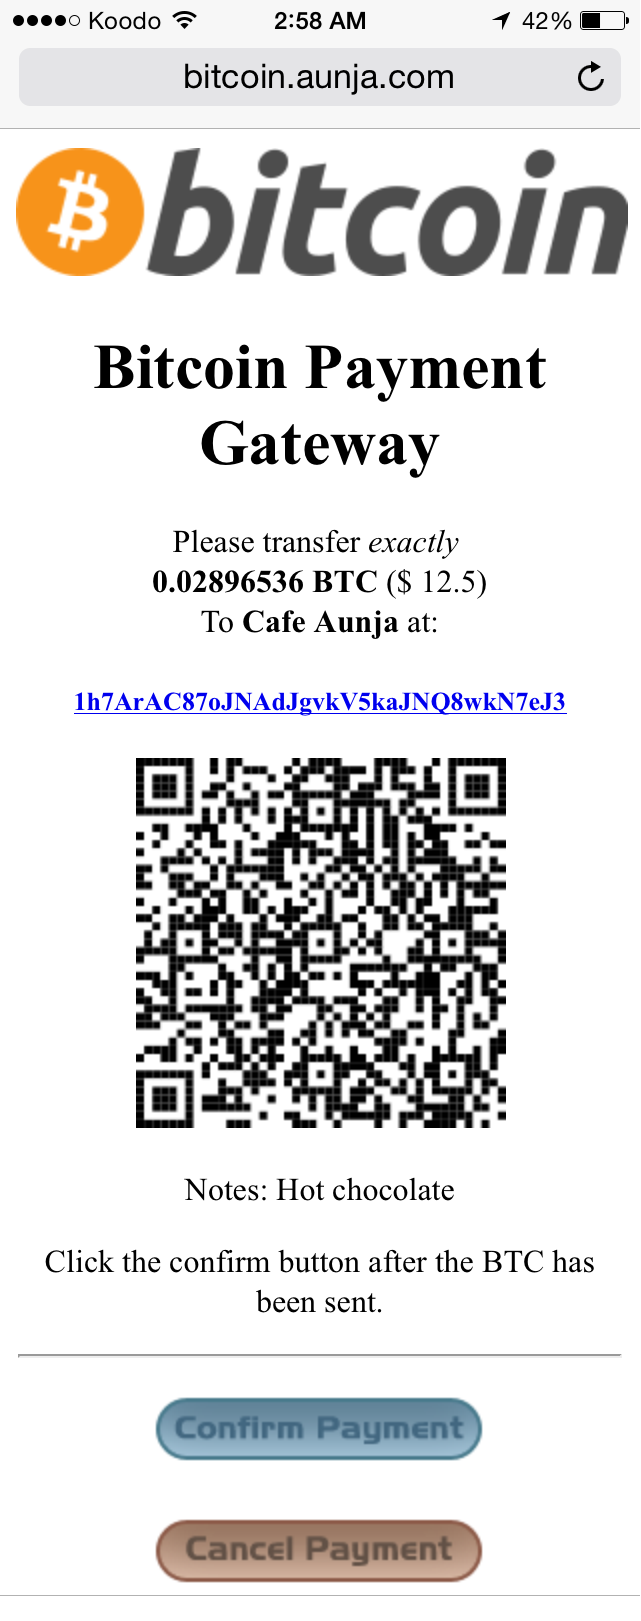 Koodo 2:58 AM 42%
bitcoin.aunja.com
bitcoin
Bitcoin Payment
Gateway
Please transfer exactly
0.02896536 BTC ($ 12.5)
To Cafe Aunja at:
1h7ArAC87oJNAdJgvkV5kaJNQ8wkN7eJ3
Notes: Hot chocolate
Click the confirm button after the BTC has
been sent.
Confirm Payment
Cancel Payment